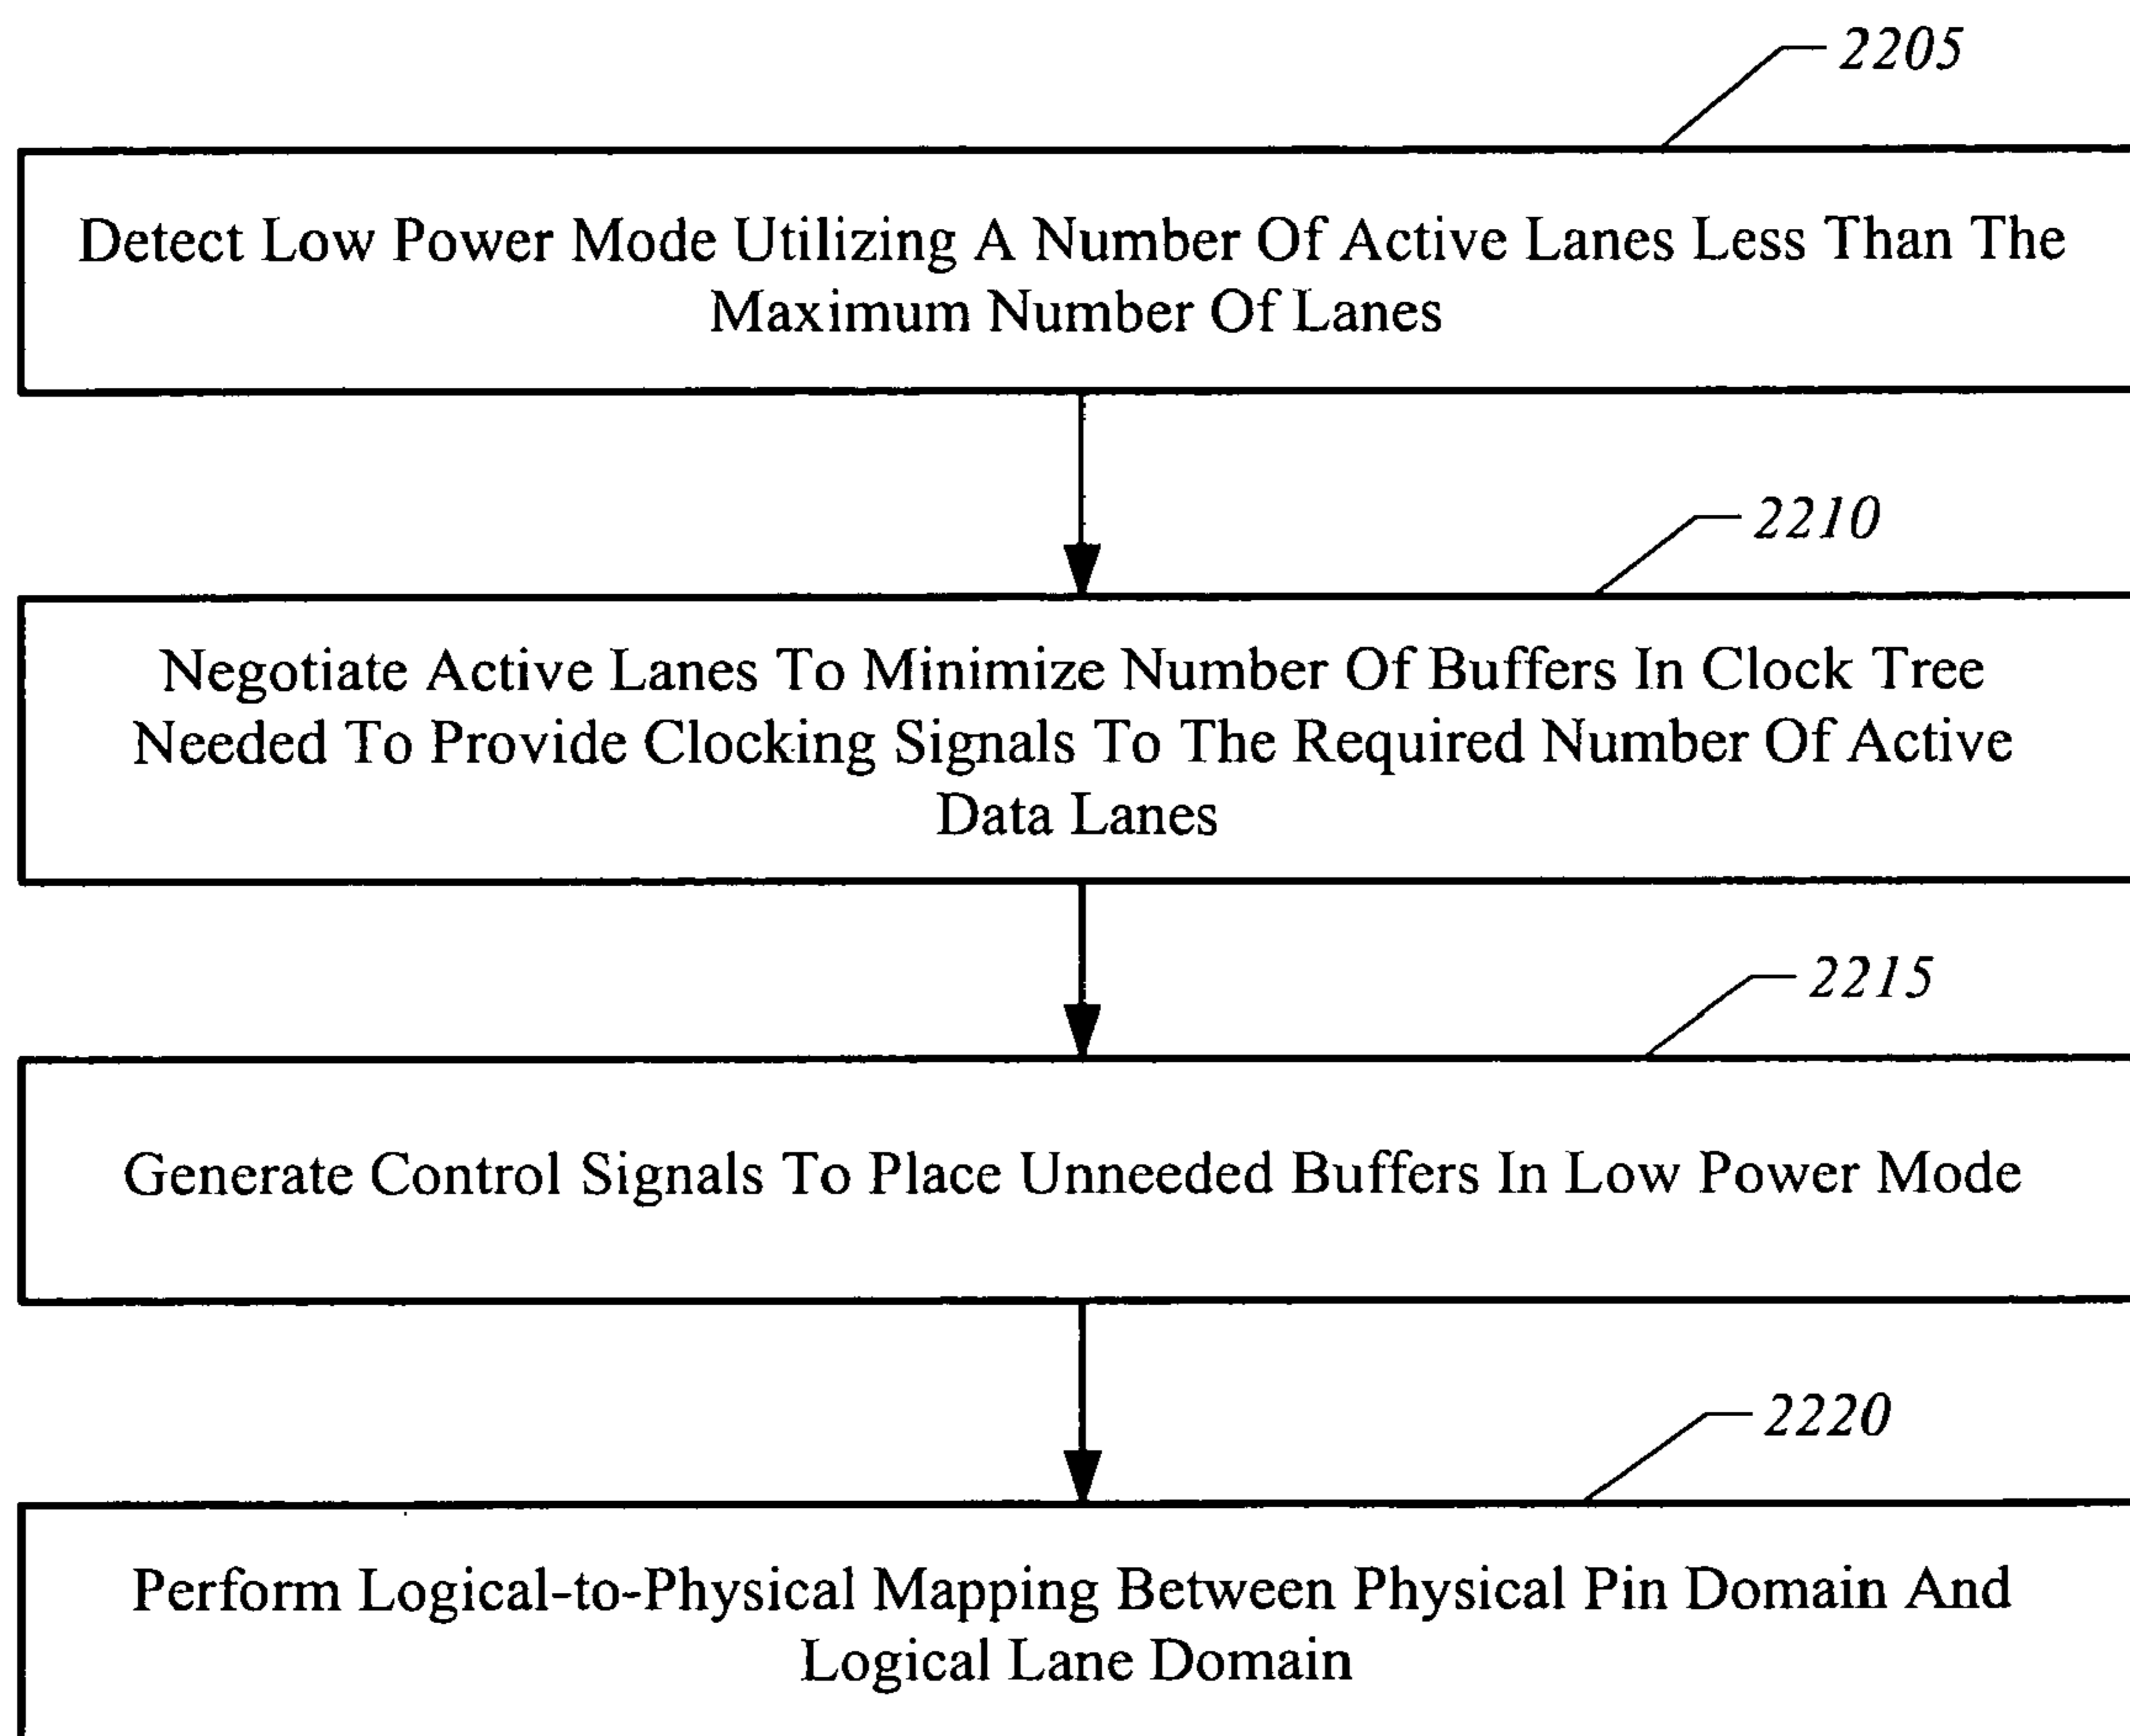 2205
Detect Low Power Mode Utilizing A Number Of Active Lanes Less Than The
Maximum Number Of Lanes
2210
Negotiate Active Lanes To Minimize Number Of Buffers In Clock Tree
Needed To Provide Clocking Signals To The Required Number Of Active
Data Lanes
2215
Generate Control Signals To Place Unneeded Buffers In Low Power Mode
2220
Perform Logical-to-Physical Mapping Between Physical Pin Domain And
Logical Lane Domain